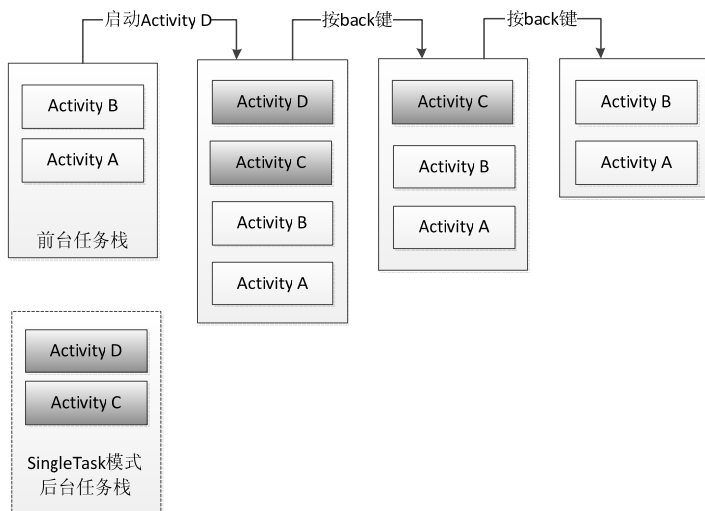 启动Activity D
按back键
按back键
Activity B
Activity A
前台任务栈
Activity D
Activity C
Activity B
Activity A
Activity C
Activity B
Activity A
Activity B
Activity A
Activity D
Activity C
SingleTask模式
后台任务栈